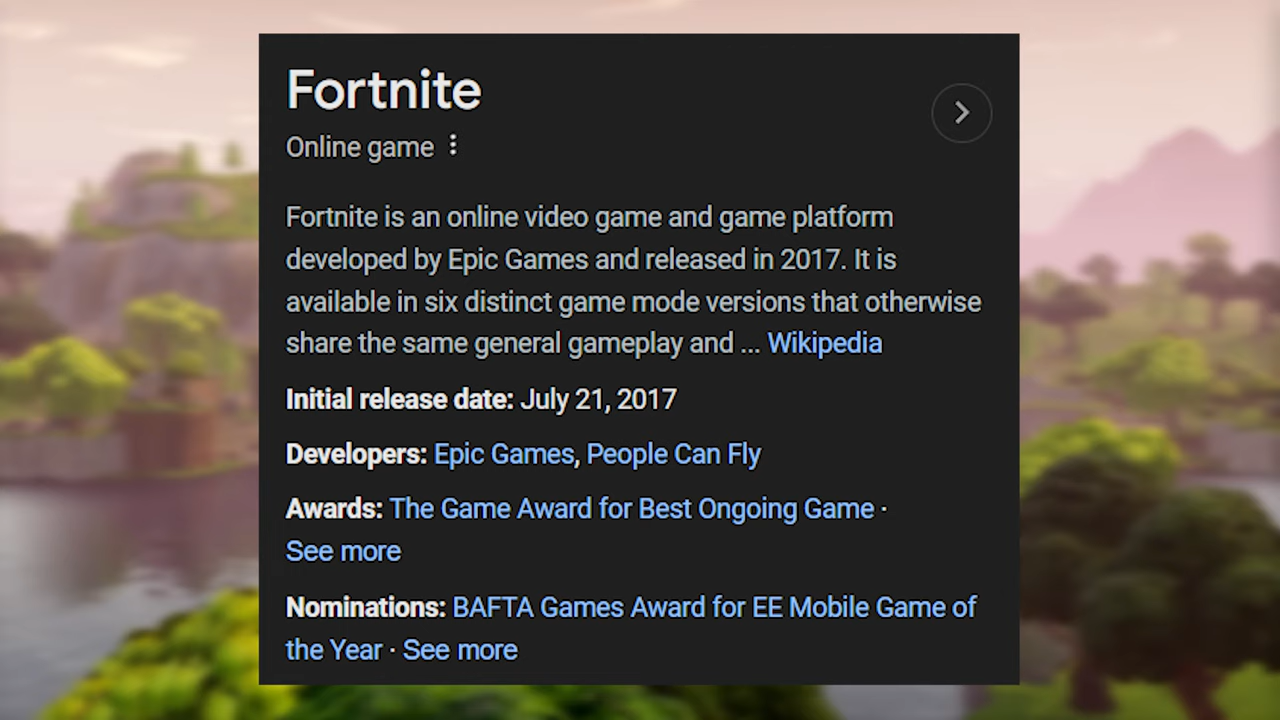 Fortnite
Online game
Fortnite is an online video game and game platform
developed by Epic Games and released in 2017. It is
available in six distinct game mode versions that otherwise
share the same general gameplay and ... Wikipedia
Initial release date: July 21, 2017
Developers: Epic Games, People Can Fly
Awards: The Game Award for Best Ongoing Game ·
See more
Nominations: BAFTA Games Award for EE Mobile Game of
the Year · See more